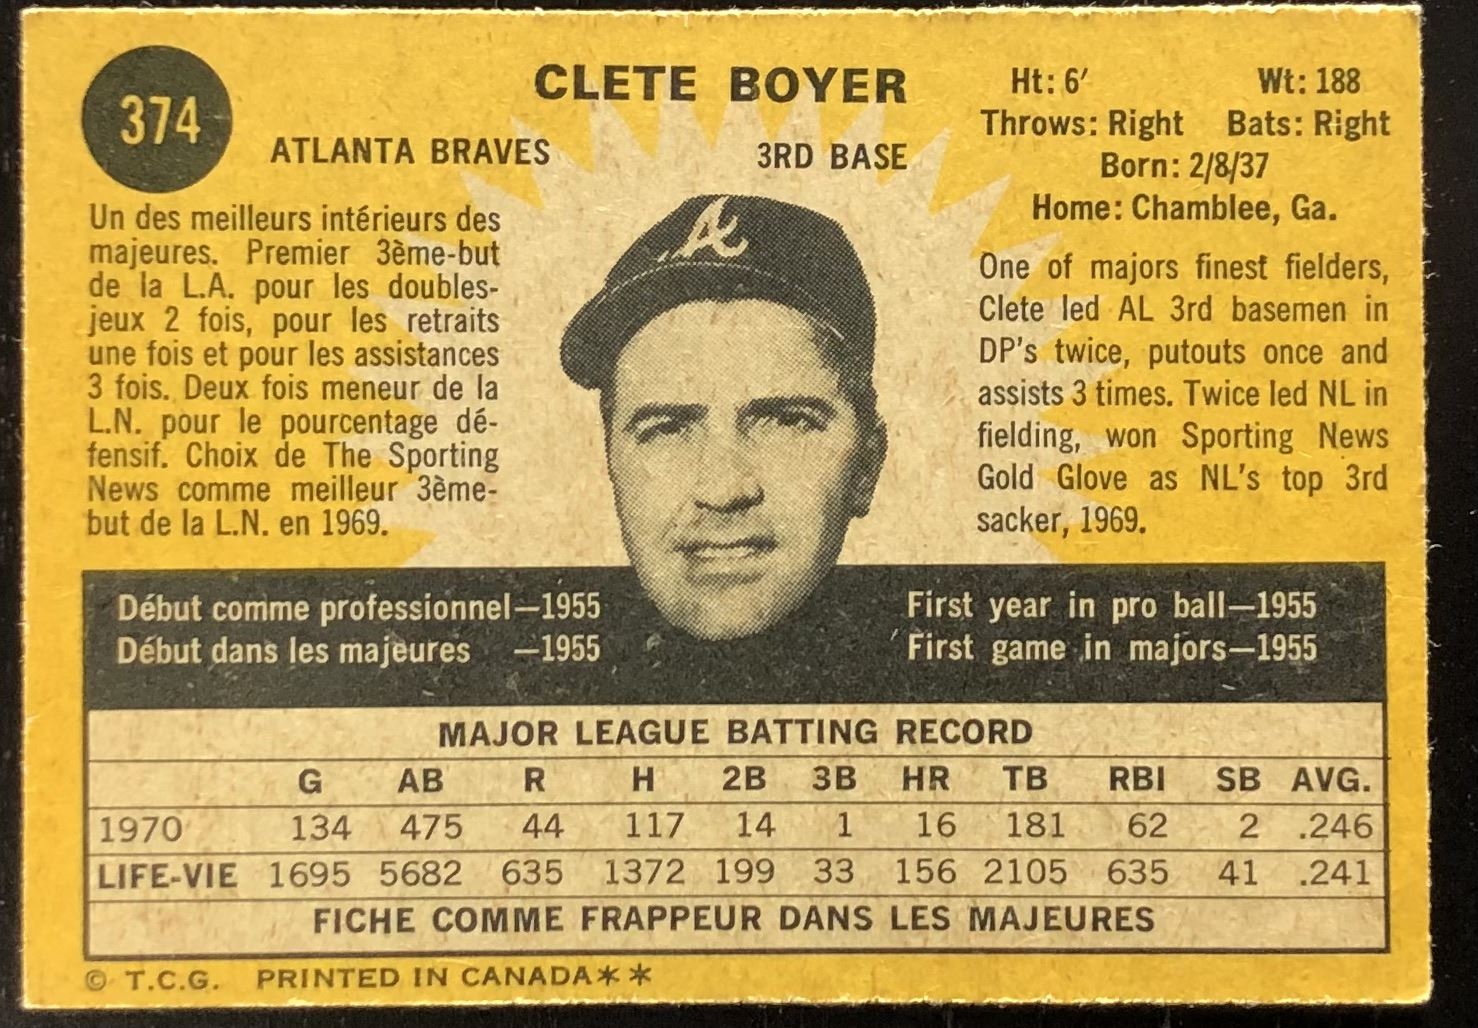 374
CLETE BOYER
ATLANTA BRAVES 3RD BASE
Ht: 6′ Wt: 188
Throws: Right Bats: Right
Born: 2/8/37
Home: Chamblee, Ga.
Un des meilleurs intérieurs des
majeures. Premier 3ème-but
de la L.A. pour les doubles-
jeux 2 fois, pour les retraits
une fois et pour les assistances
3 fois. Deux fois meneur de la
L.N. pour le pourcentage dé-
fensif. Choix de The Sporting
News comme meilleur 3ème-
but de la L.N. en 1969.
A
One of majors finest fielders,
Clete led AL 3rd basemen in
DP's twice, putouts once and
assists 3 times. Twice led NL in
fielding, won Sporting News
Gold Glove as NL's top 3rd
sacker, 1969.
Début comme professionnel—1955
Début dans les majeures —1955
First year in pro ball—1955
First game in majors—1955
MAJOR LEAGUE BATTING RECORD
G AB R H 2B 3B HR TB RBI SB AVG.
1970 134 475 44 117 14 1 16 181 62 2 .246
LIFE-VIE 1695 5682 635 1372 199 33 156 2105 635 41 .241
FICHE COMME FRAPPEUR DANS LES MAJEURES
© T.C.G. PRINTED IN CANADA**